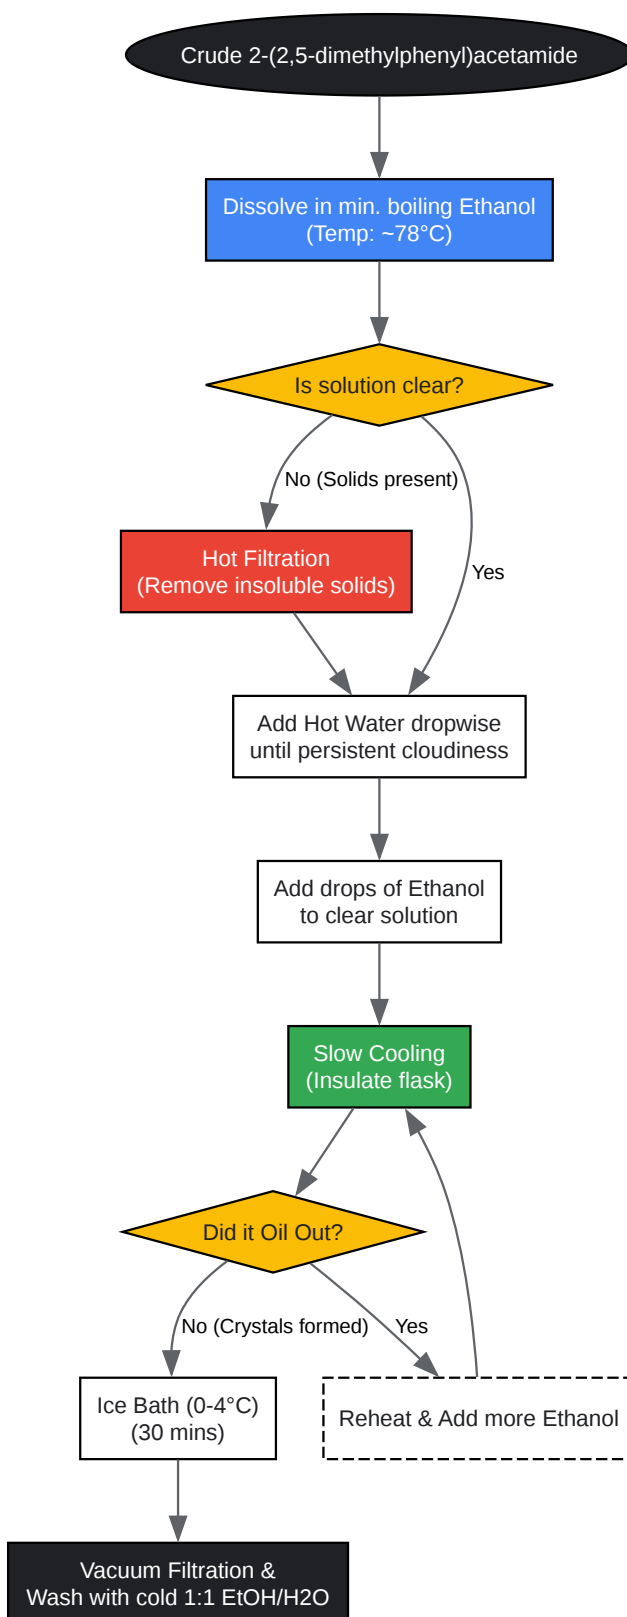 Crude 2-(2,5-dimethylphenyl)acetamide
Dissolve in min. boiling Ethanol
(Temp: ~78°C)
Is solution clear?
No (Solids present)
Hot Filtration
(Remove insoluble solids)
Yes
Add Hot Water dropwise
until persistent cloudiness
Add drops of Ethanol
to clear solution
Slow Cooling
(Insulate flask)
Did it Oil Out?
No (Crystals formed)
Yes
Ice Bath (0-4°C)
(30 mins)
Reheat & Add more Ethanol
Vacuum Filtration &
Wash with cold 1:1 EtOH/H2O